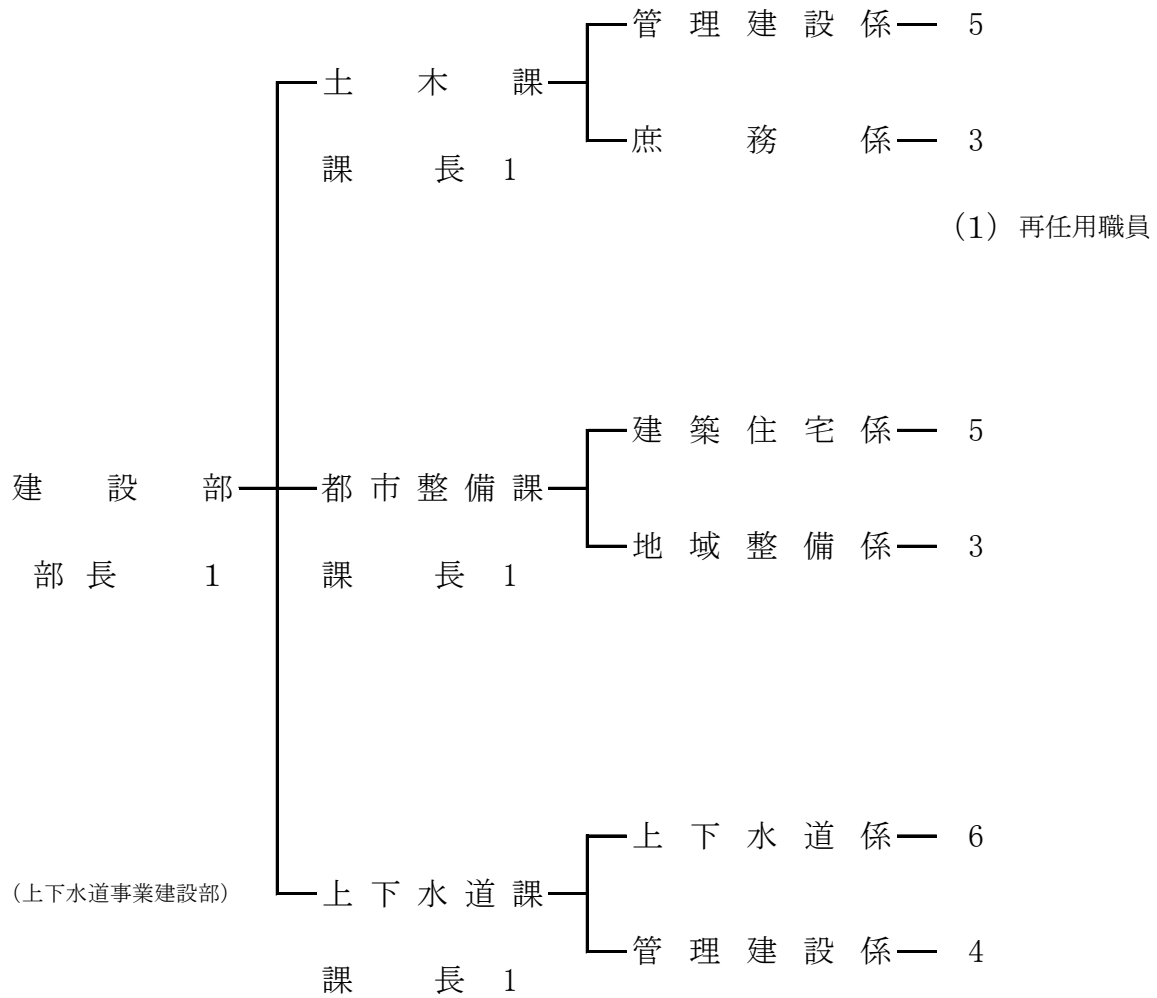 管理建設係 5
土木課
庶務係 3
課長 1
(1) 再任用職員
建築住宅係 5
建設部 都市整備課
地域整備係 3
部長 1 課長 1
上下水道係 6
(上下水道事業建設部) 上下水道課
管理建設係 4
課長 1